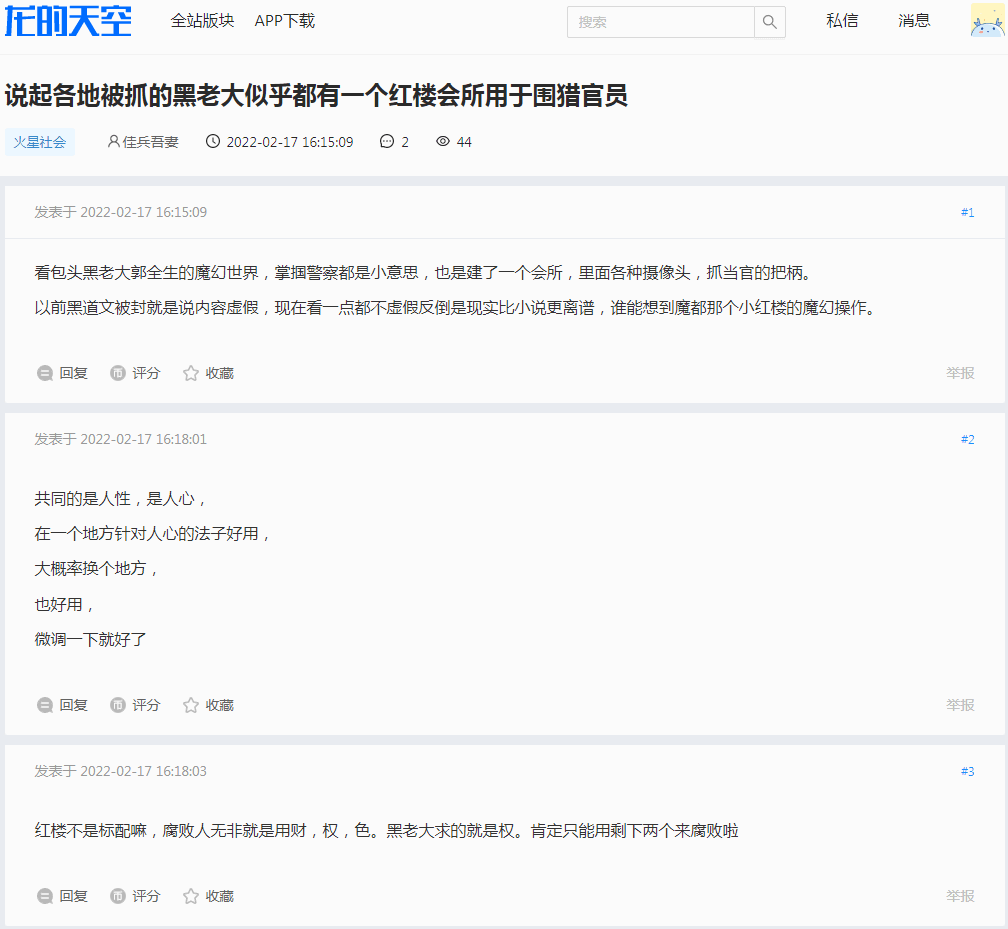 龙的天空 全站版块 APP下载 搜索 私信 消息
说起各地被抓的黑老大似乎都有一个红楼会所用于围猎官员
火星社会 佳兵吾妻 2022-02-17 16:15:09 2 44
发表于 2022-02-17 16:15:09 #1
看包头黑老大郭全生的魔幻世界，掌掴警察都是小意思，也是建了一个会所，里面各种摄像头，抓当官的把柄。
以前黑道文被封就是说内容虚假，现在看一点都不虚假反倒是现实比小说更离谱，谁能想到魔都那个小红楼的魔幻操作。
回复 币 评分 收藏 举报
发表于 2022-02-17 16:18:01 #2
共同的是人性，是人心，
在一个地方针对人心的法子好用，
大概率换个地方，
也好用，
微调一下就好了
回复 币 评分 收藏 举报
发表于 2022-02-17 16:18:03 #3
红楼不是标配嘛，腐败人无非就是用财，权，色。黑老大求的就是权。肯定只能用剩下两个来腐败啦
回复 币 评分 收藏 举报